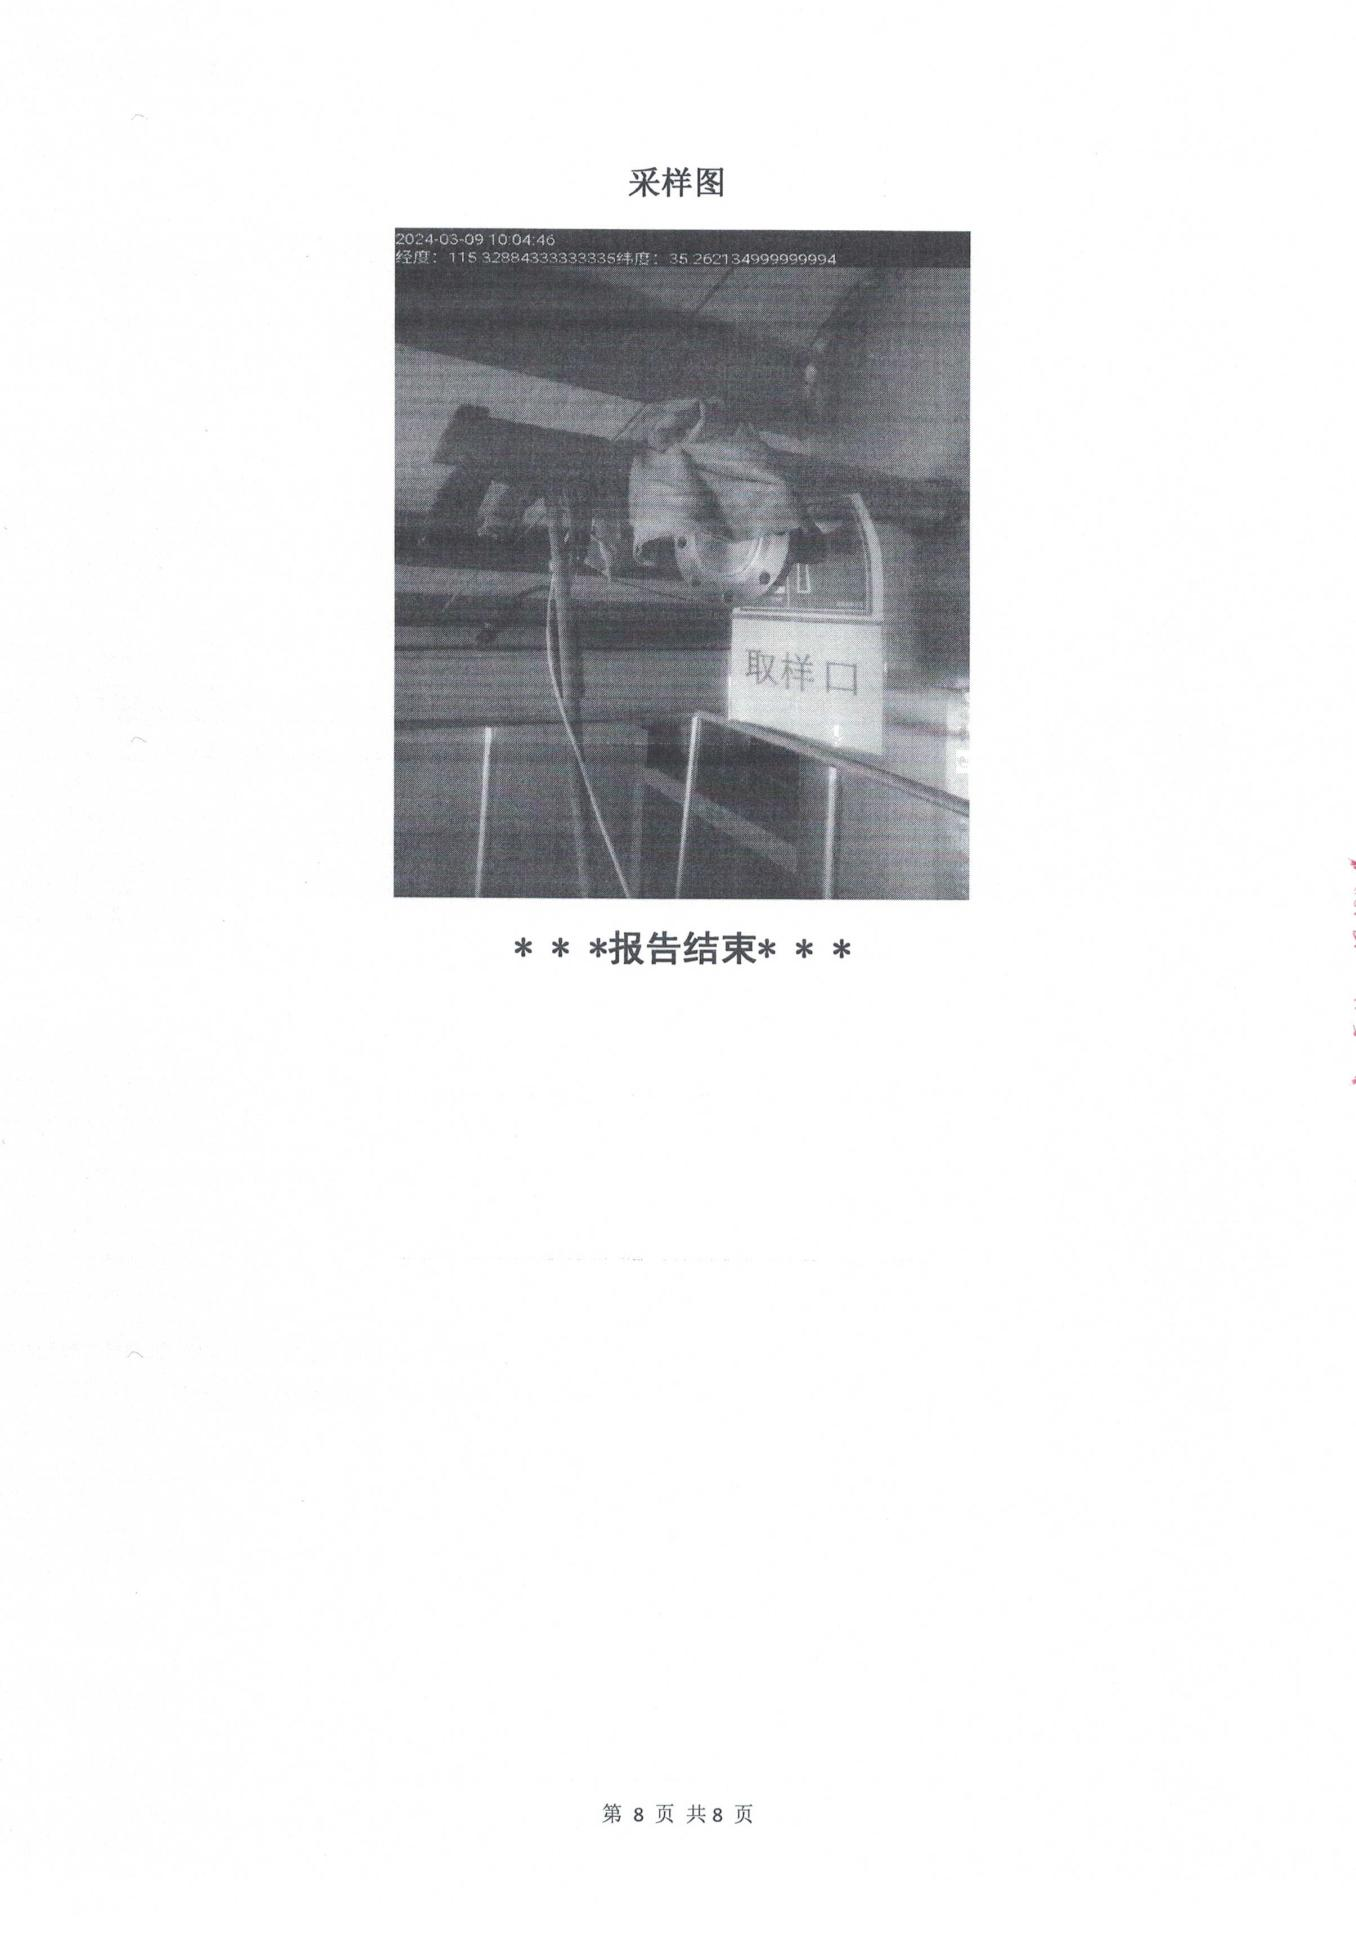 采样图
2024-03-09 10:04:46
经度：115.32884333333335纬度：35.262134999999994
取样口
* * *报告结束* * *
第 8 页 共8 页